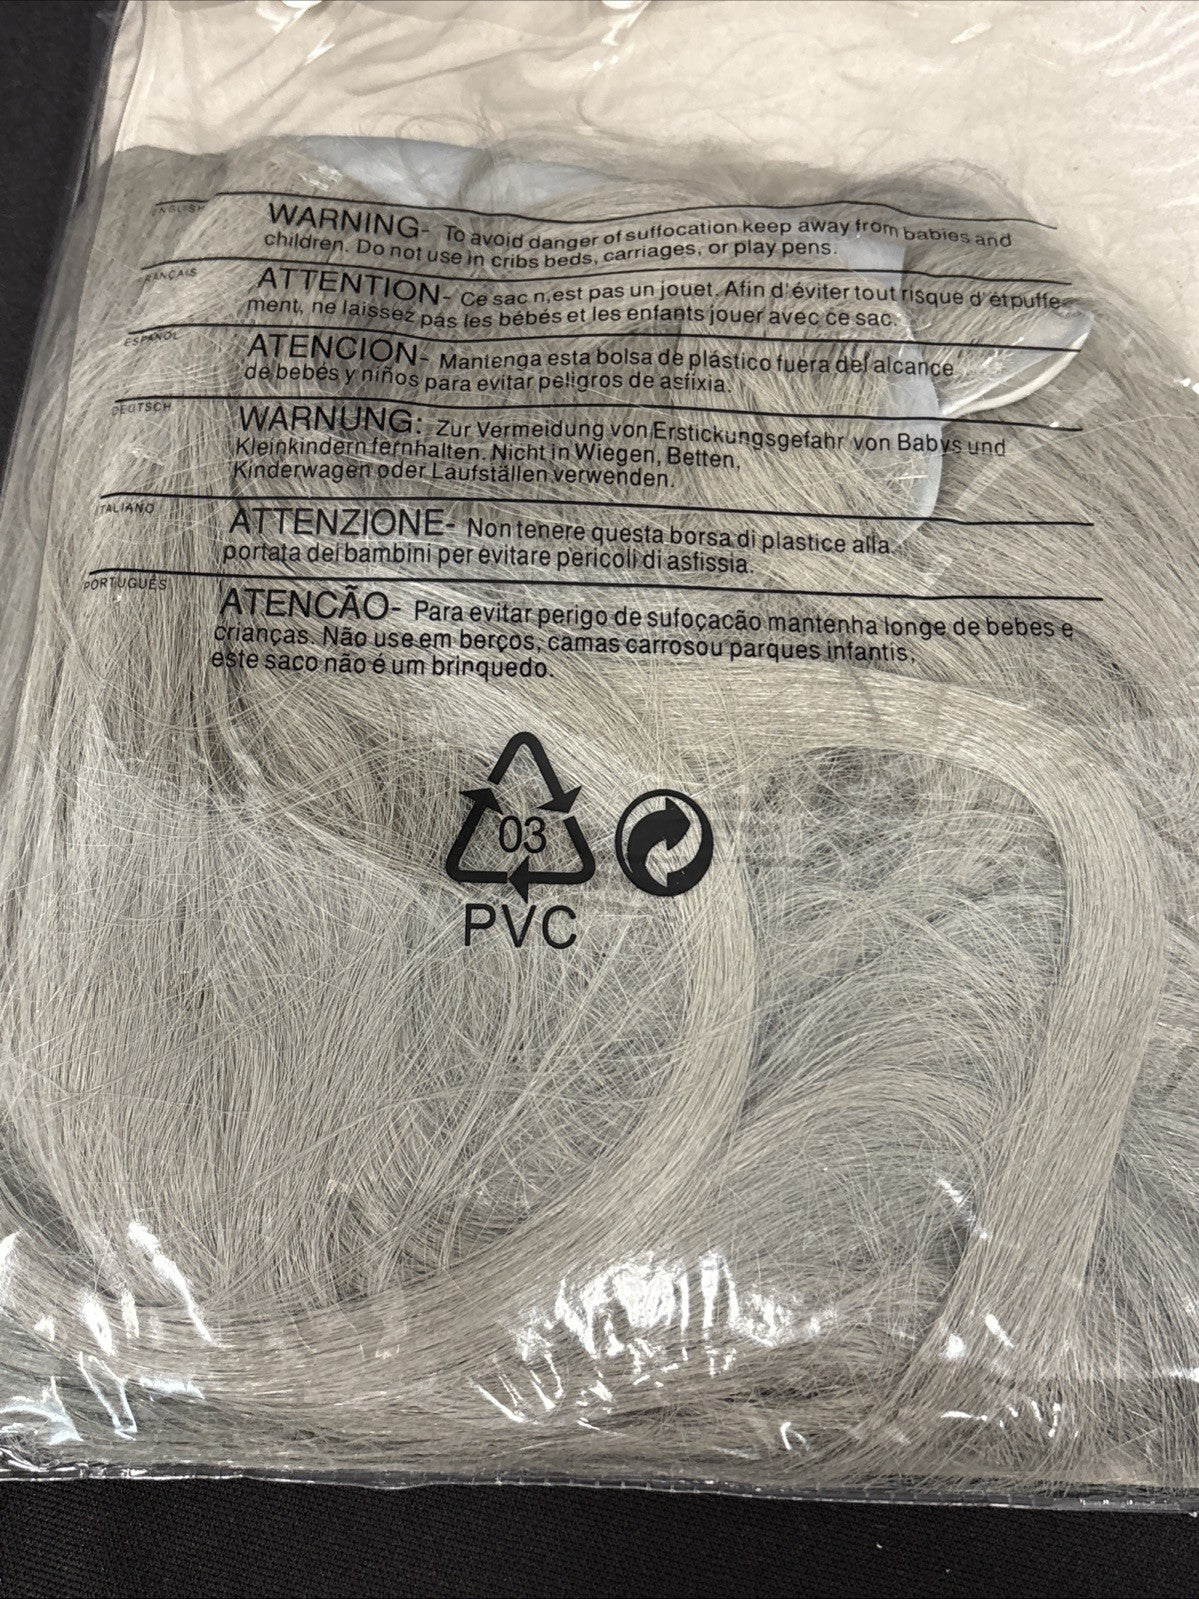 ENGLISH
WARNING- To avoid danger of suffocation keep away from babies and
children. Do not use in cribs beds, carriages, or play pens.
FRANÇAIS
ATTENTION- Ce sac n,est pas un jouet. Afin d'éviter tout risque d'étpuffe-
ment, ne laissez pas les bébés et les enfants jouer avec ce sac.
ESPAÑOL
ATENCION- Mantenga esta bolsa de plástico fuera del alcance
de bebés y niños para evitar peligros de asfixia.
DEUTSCH
WARNUNG: Zur Vermeidung von Erstickungsgefahr von Babys und
Kleinkindern fernhalten. Nicht in Wiegen, Betten,
Kinderwagen oder Laufställen verwenden.
ITALIANO
ATTENZIONE- Non tenere questa borsa di plastice alla
portata dei bambini per evitare pericoli di asfissia.
PORTUGUÊS
ATENCÃO- Para evitar perigo de sufoçacão mantenha longe de bebes e
crianças. Não use em berços, camas carrosou parques infantis,
este saco não é um brinquedo.
03
PVC